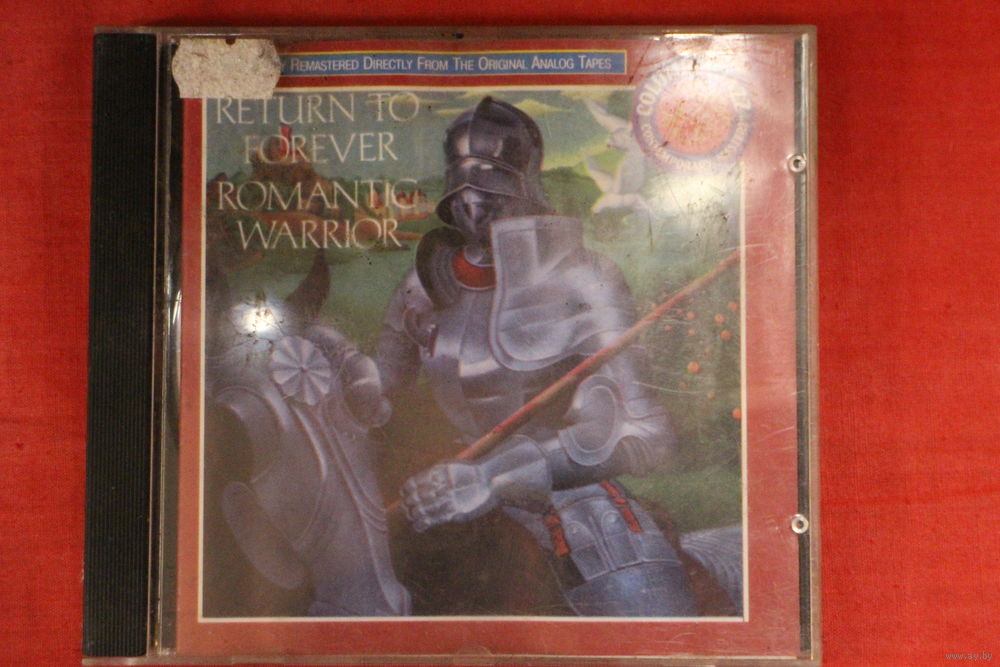 Y REMASTERED DIRECTLY FROM THE ORIGINAL ANALOG TAPES
RETURN TO
FOREVER
ROMANTIC
WARRIOR
www.ay.by